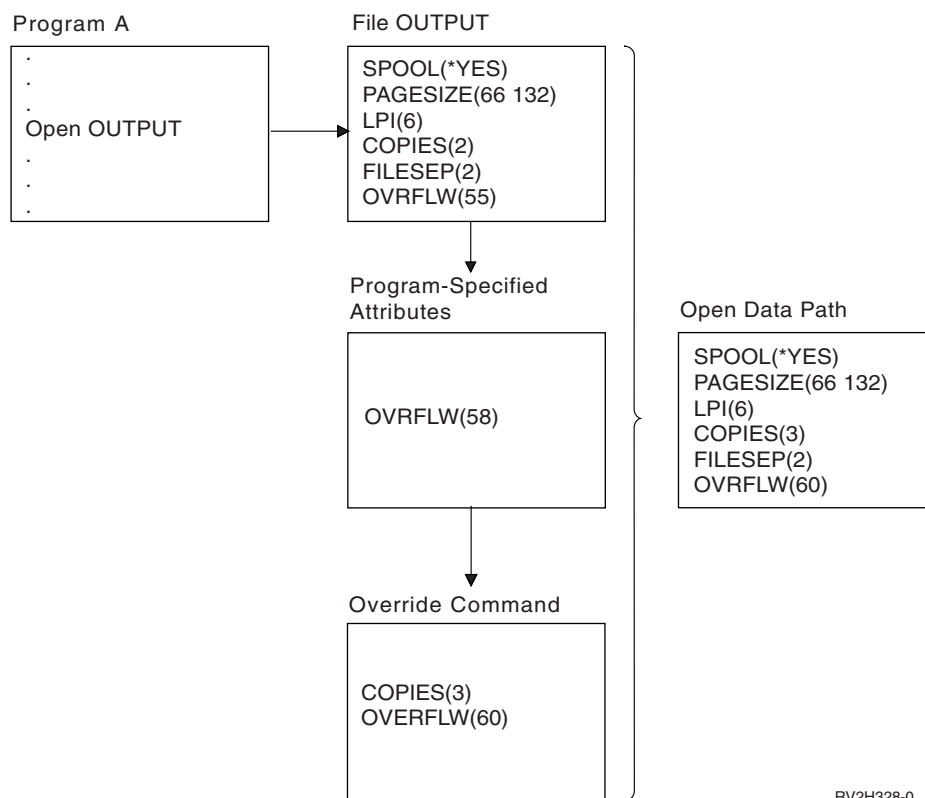 Program A
.
.
.
Open OUTPUT
.
.
.
File OUTPUT
SPOOL(*YES)
PAGESIZE(66 132)
LPI(6)
COPIES(2)
FILESEP(2)
OVRFLW(55)
Program-Specified
Attributes
OVRFLW(58)
Override Command
COPIES(3)
OVERFLW(60)
Open Data Path
SPOOL(*YES)
PAGESIZE(66 132)
LPI(6)
COPIES(3)
FILESEP(2)
OVRFLW(60)
RV2H328-0